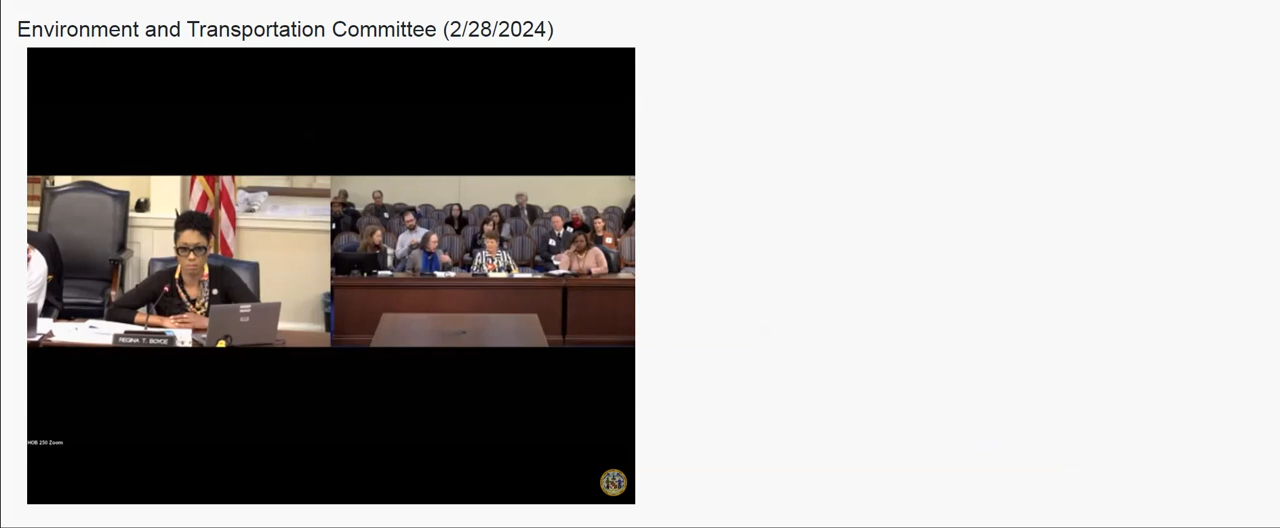 Environment and Transportation Committee (2/28/2024)
REGINA T. BOYCE
HOB 250 Zoom